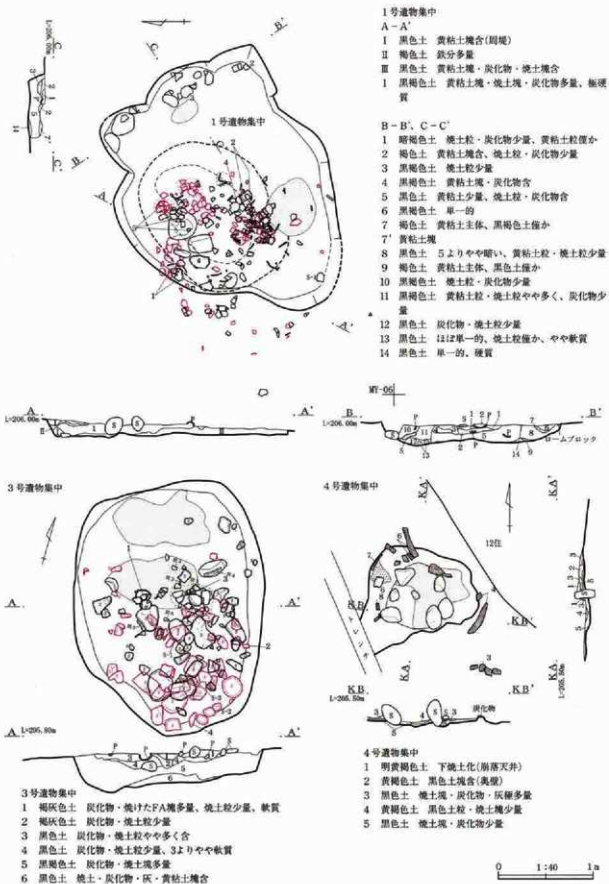 1号遺物集中
A－A'
I 黒色土 黄粘土塊含(周堤)
II 褐色土 鉄分多量
III 黒色土 黄粘土塊・炭化物・焼土塊含
1 黒褐色土 黄粘土塊・焼土塊・炭化物多量、極硬
質
B－B'、C－C'
1 暗褐色土 焼土粒・炭化物少量、黄粘土粒僅か
2 褐色土 黄粘土塊含、焼土粒・炭化物少量
3 黒褐色土 焼土粒少量
4 黒褐色土 黄粘土塊・炭化物含
5 黒色土 黄粘土少量、焼土粒・炭化物含
6 黒褐色土 単一的
7 褐色土 黄粘土主体、黒褐色土僅か
7' 黄粘土塊
8 黒色土 5よりやや暗い、黄粘土粒・焼土粒少量
9 褐色土 黄粘土主体、黒色土僅か
10 黒褐色土 焼土粒・炭化物少量
11 黒褐色土 黄粘土粒・焼土粒やや多く、炭化物少
量
12 黒色土 炭化物・焼土粒少量
13 黒色土 ほぼ単一的、焼土粒僅か、やや軟質
14 黒色土 単一的、硬質
1号遺物集中
L=206.00m
C
C'
B
B'
A
A'
MY-06
A
A'
L=206.00m
B
B'
L=206.00m
ロームブロック
3号遺物集中
A
A'
A
A'
L=205.80m
3号遺物集中
1 褐灰色土 炭化物・焼けたFA塊多量、焼土粒少量、軟質
2 褐灰色土 炭化物・焼土粒少量
3 黒色土 炭化物・焼土粒やや多く含
4 黒色土 炭化物・焼土粒少量、3よりやや軟質
5 黒褐色土 炭化物・焼土塊多量
6 黒色土 焼土・炭化物・灰・黄粘土塊含
4号遺物集中
12住
トレンチ
KA
KA'
KB
KB'
L=205.50m
炭化物
4号遺物集中
1 明黄褐色土 下焼土化(崩落天井)
2 黄褐色土 黒色土塊含(奥壁)
3 黒色土 焼土塊・炭化物・灰極多量
4 黄褐色土 黒色土粒・焼土塊少量
5 黒色土 焼土塊・炭化物少量
0 1:40 1m